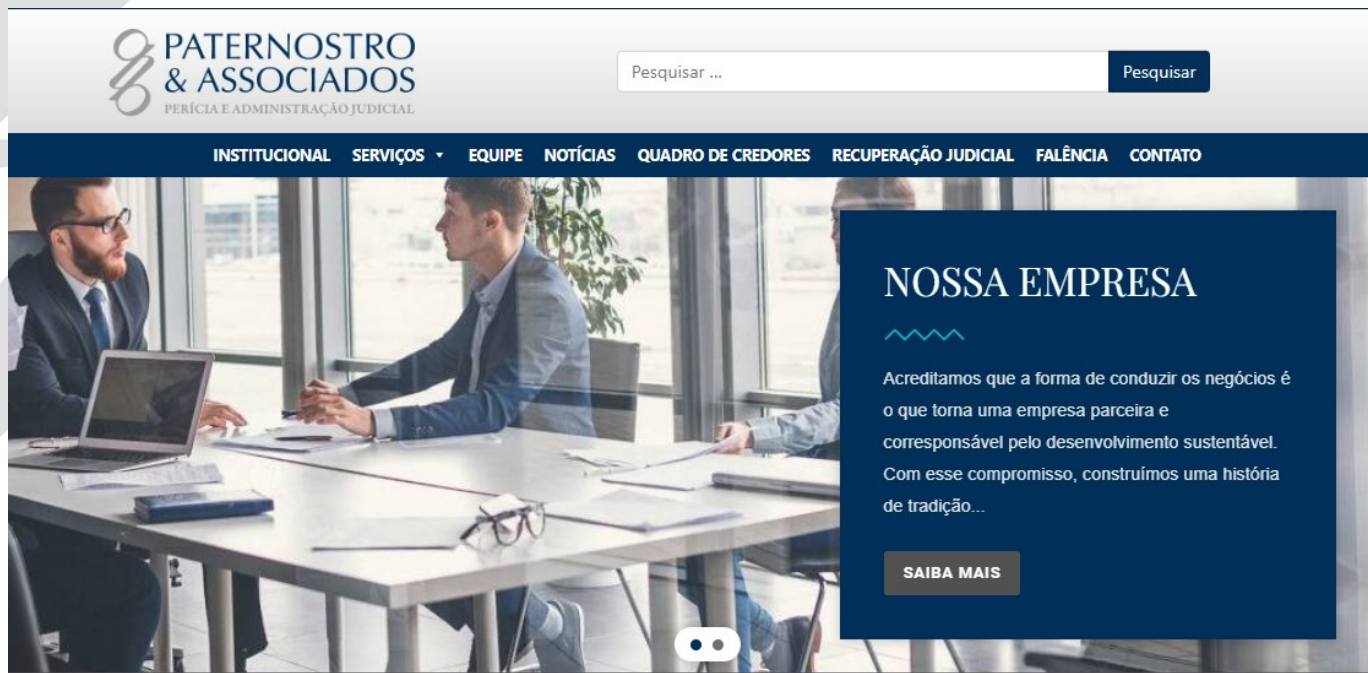 PATERNOSTRO
& ASSOCIADOS
PERÍCIA E ADMINISTRAÇÃO JUDICIAL
Pesquisar ...
Pesquisar
INSTITUCIONAL SERVIÇOS EQUIPE NOTÍCIAS QUADRO DE CREDORES RECUPERAÇÃO JUDICIAL FALÊNCIA CONTATO
NOSSA EMPRESA
Acreditamos que a forma de conduzir os negócios é
o que torna uma empresa parceira e
corresponsável pelo desenvolvimento sustentável.
Com esse compromisso, construímos uma história
de tradição...
SAIBA MAIS